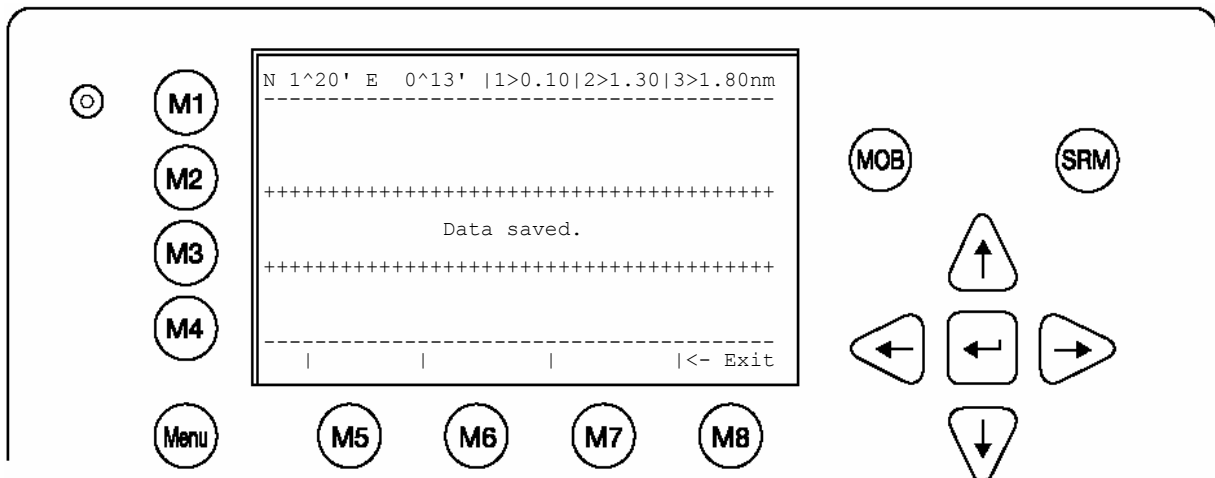 N 1^20' E  0^13' |1>0.10|2>1.30|3>1.80nm
----------------------------------------
++++++++++++++++++++++++++++++++++++++++
Data saved.
++++++++++++++++++++++++++++++++++++++++
----------------------------------------
| | | |<- Exit
M1
M2
M3
M4
Menu
M5
M6
M7
M8
MOB
SRM